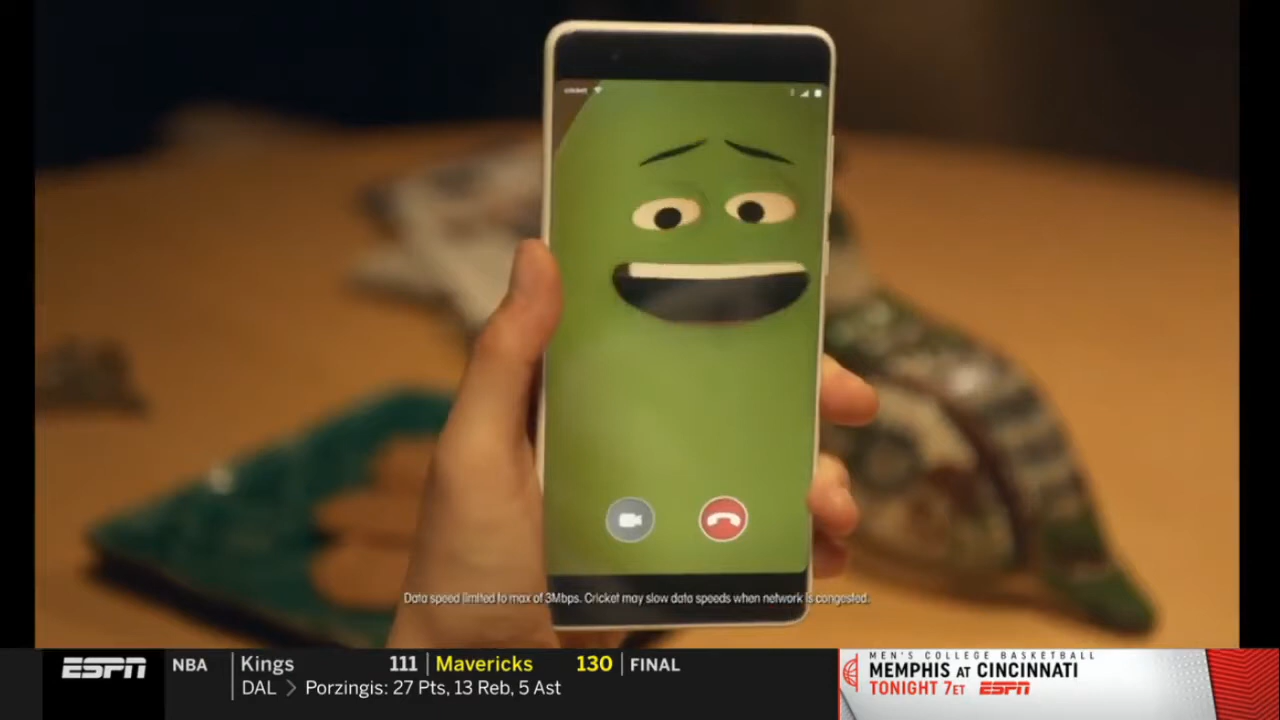 cricket
Data speed limited to max of 3Mbps. Cricket may slow data speeds when network is congested.
ESPN
NBA
Kings 111
Mavericks 130
FINAL
DAL > Porzingis: 27 Pts, 13 Reb, 5 Ast
MEN'S COLLEGE BASKETBALL
MEMPHIS AT CINCINNATI
TONIGHT 7ET ESPN